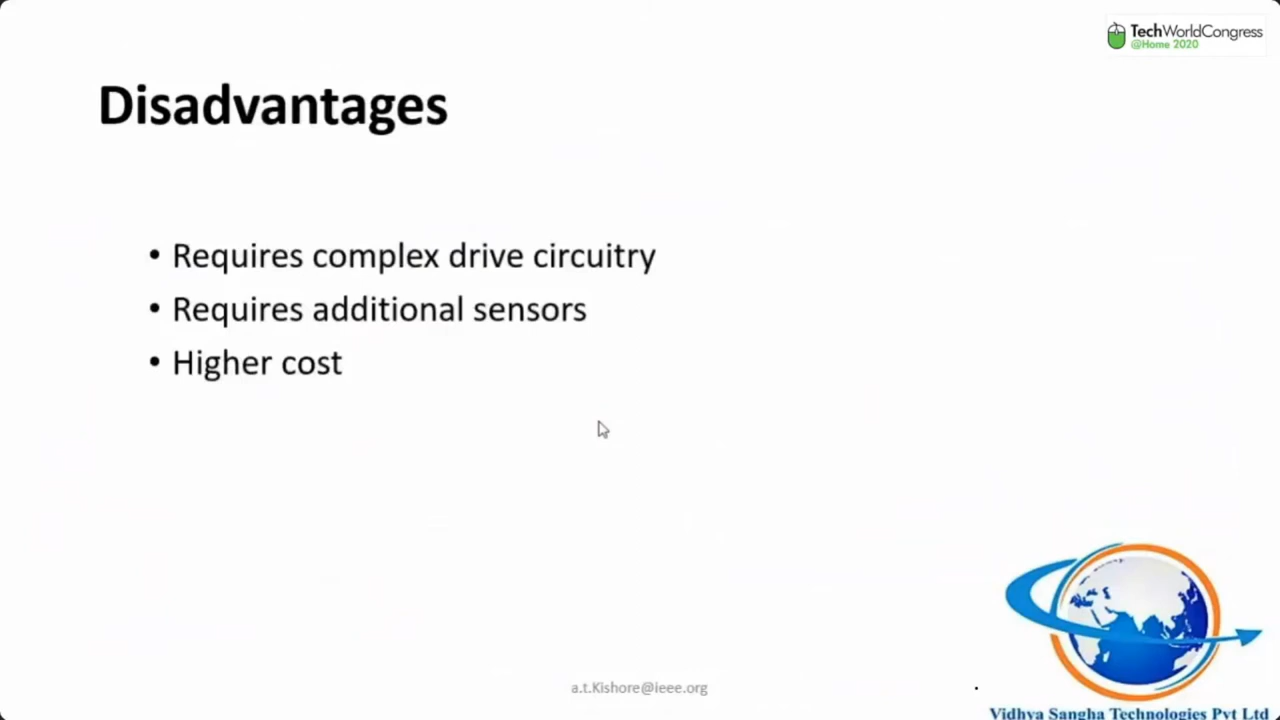 TechWorldCongress
@Home 2020
Disadvantages
• Requires complex drive circuitry
• Requires additional sensors
• Higher cost
a.t.Kishore@ieee.org
Vidhya Sangha Technologies Pvt Ltd